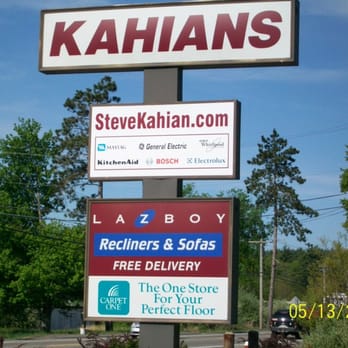 KAHIANS
SteveKahian.com
MAYTAG General Electric Whirlpool
KitchenAid BOSCH Electrolux
LAZBOY
Recliners & Sofas
FREE DELIVERY
CARPET ONE
The One Store
For Your
Perfect Floor
05/13/2